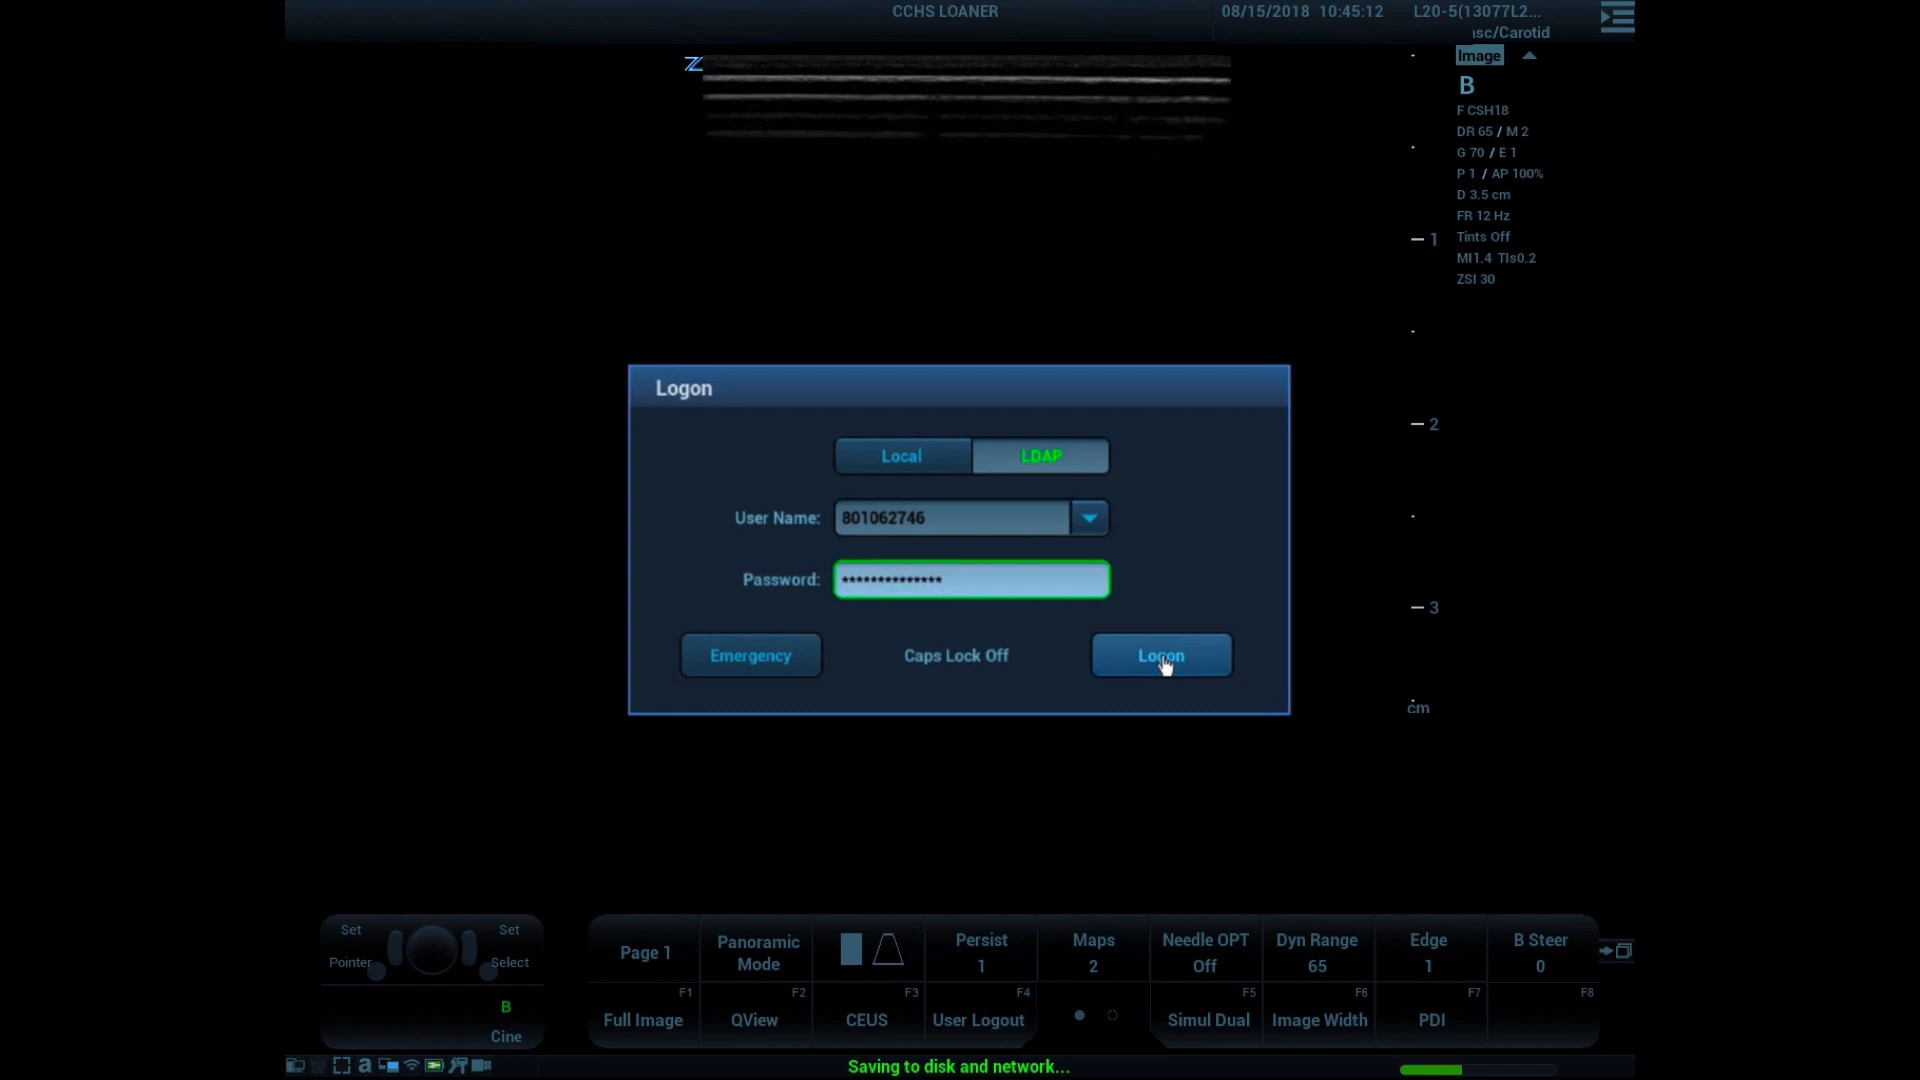 CCHS LOANER
08/15/2018 10:45:12
L20-5(13077L2...
sc/Carotid
Image
B
F CSH18
DR 65 / M 2
G 70 / E 1
P 1 / AP 100%
D 3.5 cm
FR 12 Hz
Tints Off
MI1.4 TIs0.2
ZSI 30
Z
1
2
3
cm
Logon
Local LDAP
User Name: 801062746
Password: **************
Emergency Caps Lock Off Logon
Set Set
Pointer Select
B
Cine
Page 1
Panoramic
Mode
Persist
1
Maps
2
Needle OPT
Off
Dyn Range
65
Edge
1
B Steer
0
F1 F2 F3 F4 F5 F6 F7 F8
Full Image QView CEUS User Logout Simul Dual Image Width PDI
a
Saving to disk and network...